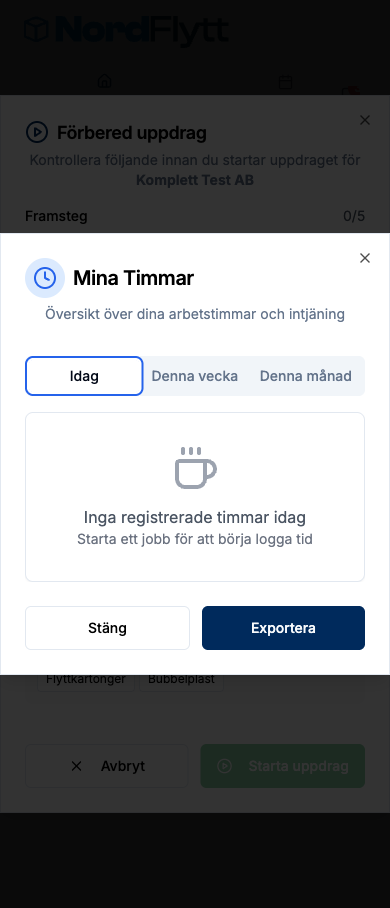 NordFlytt
Förbered uppdrag
Kontrollera följande innan du startar uppdraget för
Komplett Test AB
Framsteg 0/5
Mina Timmar
Översikt över dina arbetstimmar och intjäning
Idag Denna vecka Denna månad
Inga registrerade timmar idag
Starta ett jobb för att börja logga tid
Stäng Exportera
Flyttkartonger Bubbelplast
Avbryt Starta uppdrag